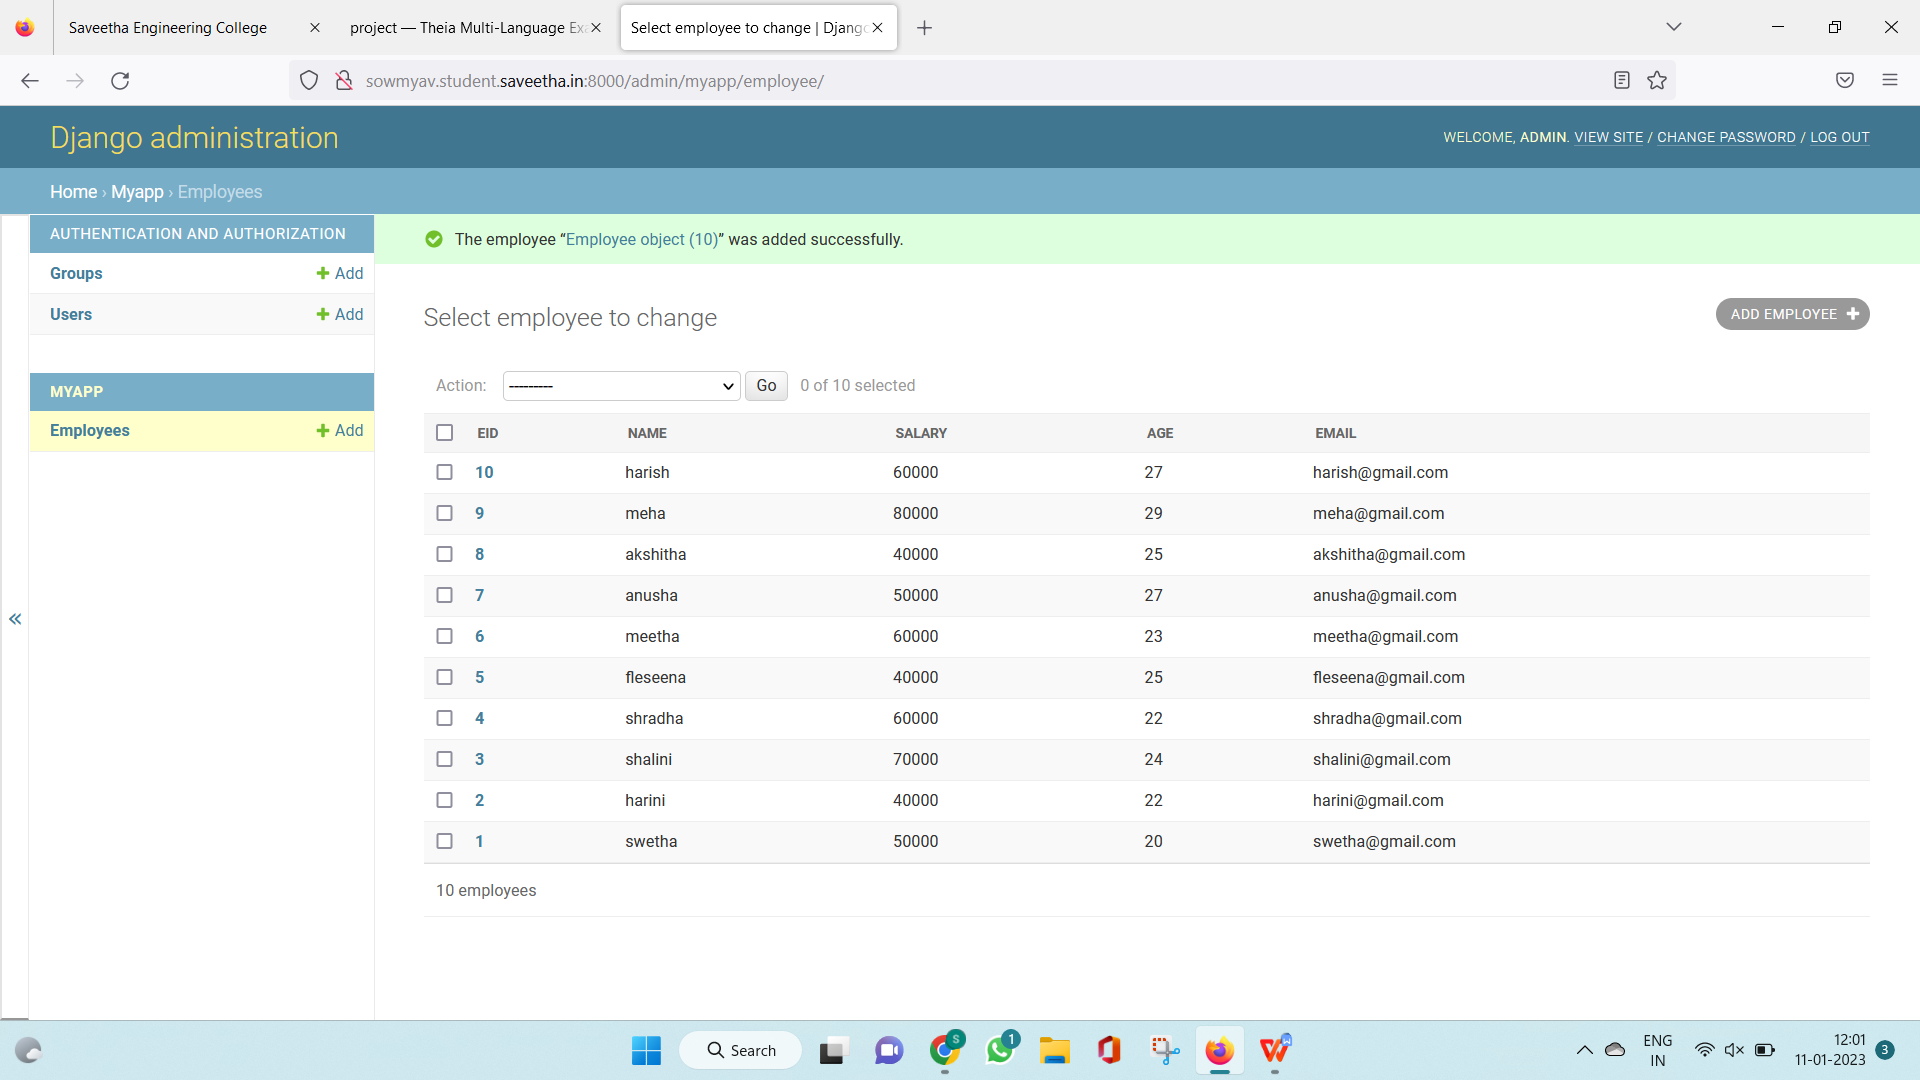 Saveetha Engineering College
project — Theia Multi-Language Ex
Select employee to change | Djang
sowmyav.student.saveetha.in:8000/admin/myapp/employee/
Django administration
WELCOME, ADMIN. VIEW SITE / CHANGE PASSWORD / LOG OUT
Home › Myapp › Employees
AUTHENTICATION AND AUTHORIZATION
Groups Add
Users Add
MYAPP
Employees Add
«
The employee “Employee object (10)” was added successfully.
Select employee to change
ADD EMPLOYEE
Action: --------- Go 0 of 10 selected
EID NAME SALARY AGE EMAIL
10 harish 60000 27 harish@gmail.com
9 meha 80000 29 meha@gmail.com
8 akshitha 40000 25 akshitha@gmail.com
7 anusha 50000 27 anusha@gmail.com
6 meetha 60000 23 meetha@gmail.com
5 fleseena 40000 25 fleseena@gmail.com
4 shradha 60000 22 shradha@gmail.com
3 shalini 70000 24 shalini@gmail.com
2 harini 40000 22 harini@gmail.com
1 swetha 50000 20 swetha@gmail.com
10 employees
Search
S
1
W
ENG
IN
12:01
11-01-2023
3